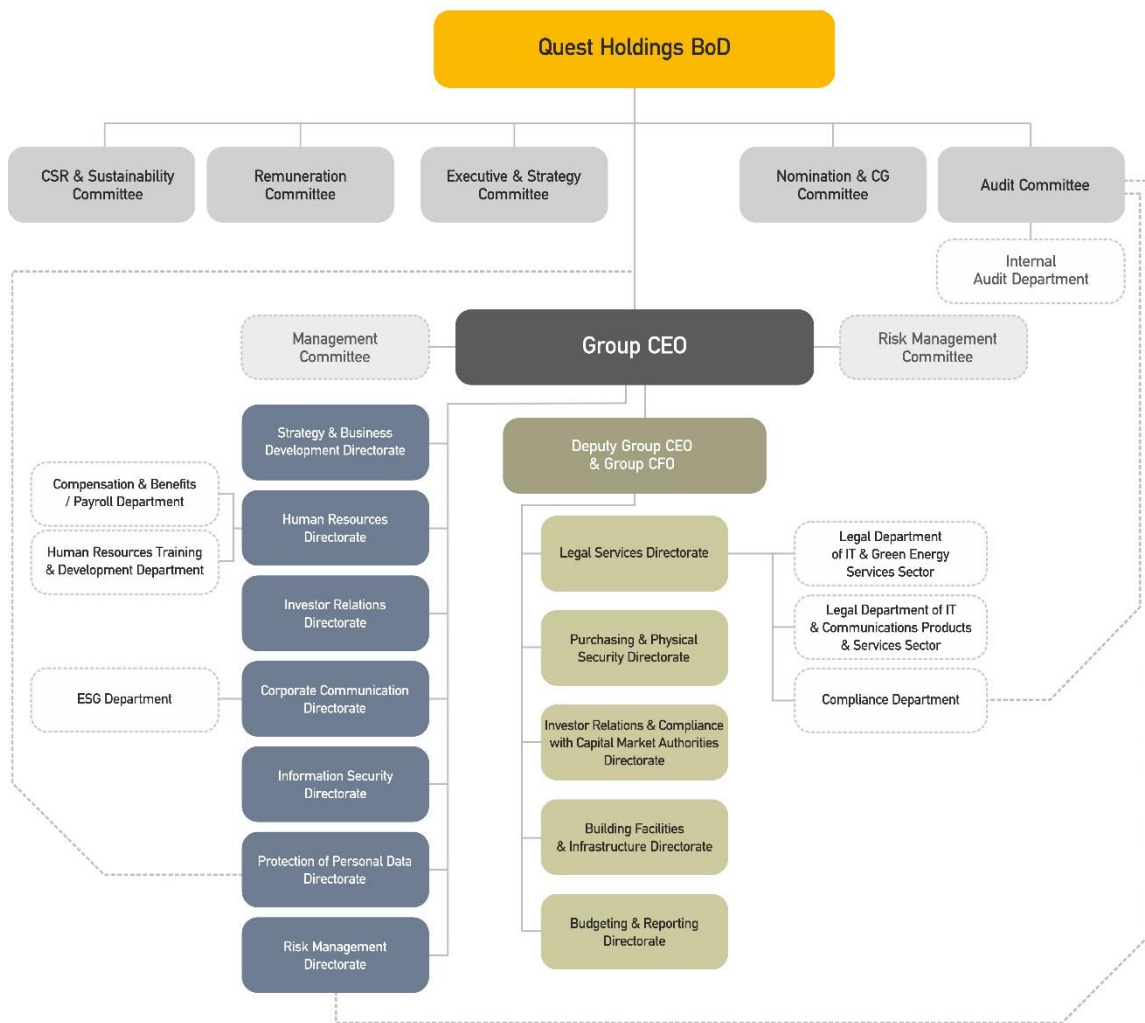 Quest Holdings BoD
CSR & Sustainability
Committee
Remuneration
Committee
Executive & Strategy
Committee
Nomination & CG
Committee
Audit Committee
Internal
Audit Department
Management
Committee
Group CEO
Risk Management
Committee
Strategy & Business
Development Directorate
Deputy Group CEO
& Group CFO
Compensation & Benefits
/ Payroll Department
Human Resources
Directorate
Human Resources Training
& Development Department
Legal Services Directorate
Legal Department
of IT & Green Energy
Services Sector
Investor Relations
Directorate
Purchasing & Physical
Security Directorate
Legal Department of IT
& Communications Products
& Services Sector
ESG Department
Corporate Communication
Directorate
Compliance Department
Investor Relations & Compliance
with Capital Market Authorities
Directorate
Information Security
Directorate
Building Facilities
& Infrastructure Directorate
Protection of Personal Data
Directorate
Budgeting & Reporting
Directorate
Risk Management
Directorate